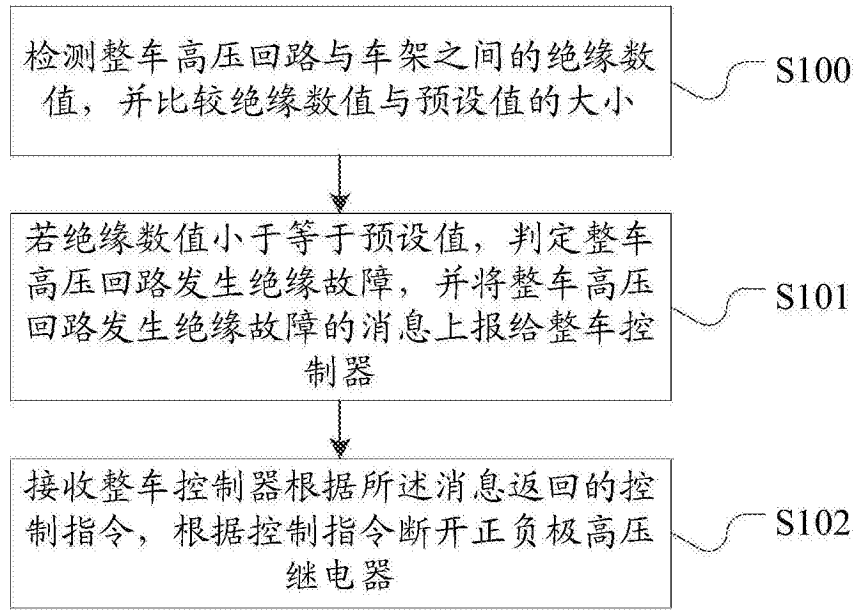 检测整车高压回路与车架之间的绝缘数
值，并比较绝缘数值与预设值的大小
S100
若绝缘数值小于等于预设值，判定整车
高压回路发生绝缘故障，并将整车高压
回路发生绝缘故障的消息上报给整车控
制器
S101
接收整车控制器根据所述消息返回的控
制指令，根据控制指令断开正负极高压
继电器
S102